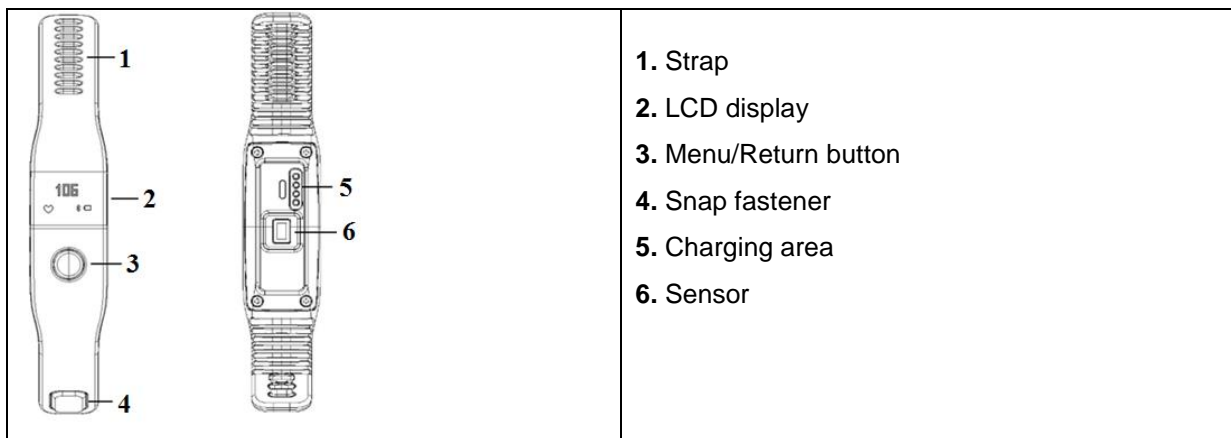 1
106
2
3
4
5
6
1. Strap
2. LCD display
3. Menu/Return button
4. Snap fastener
5. Charging area
6. Sensor